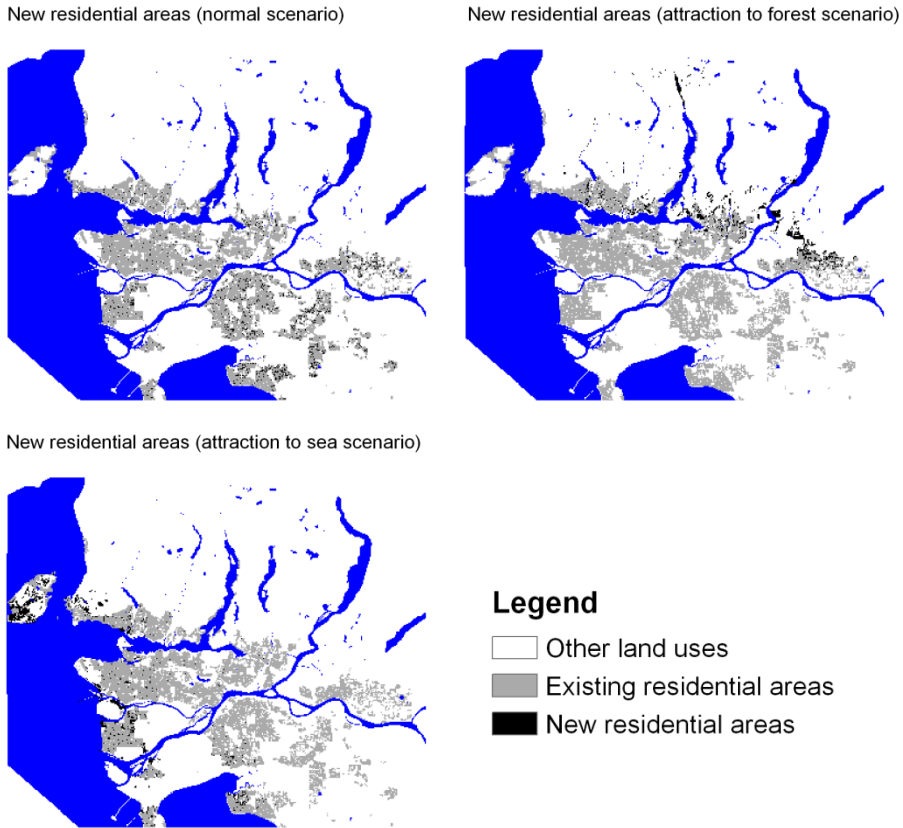 New residential areas (normal scenario)
New residential areas (attraction to forest scenario)
New residential areas (attraction to sea scenario)
Legend
Other land uses
Existing residential areas
New residential areas